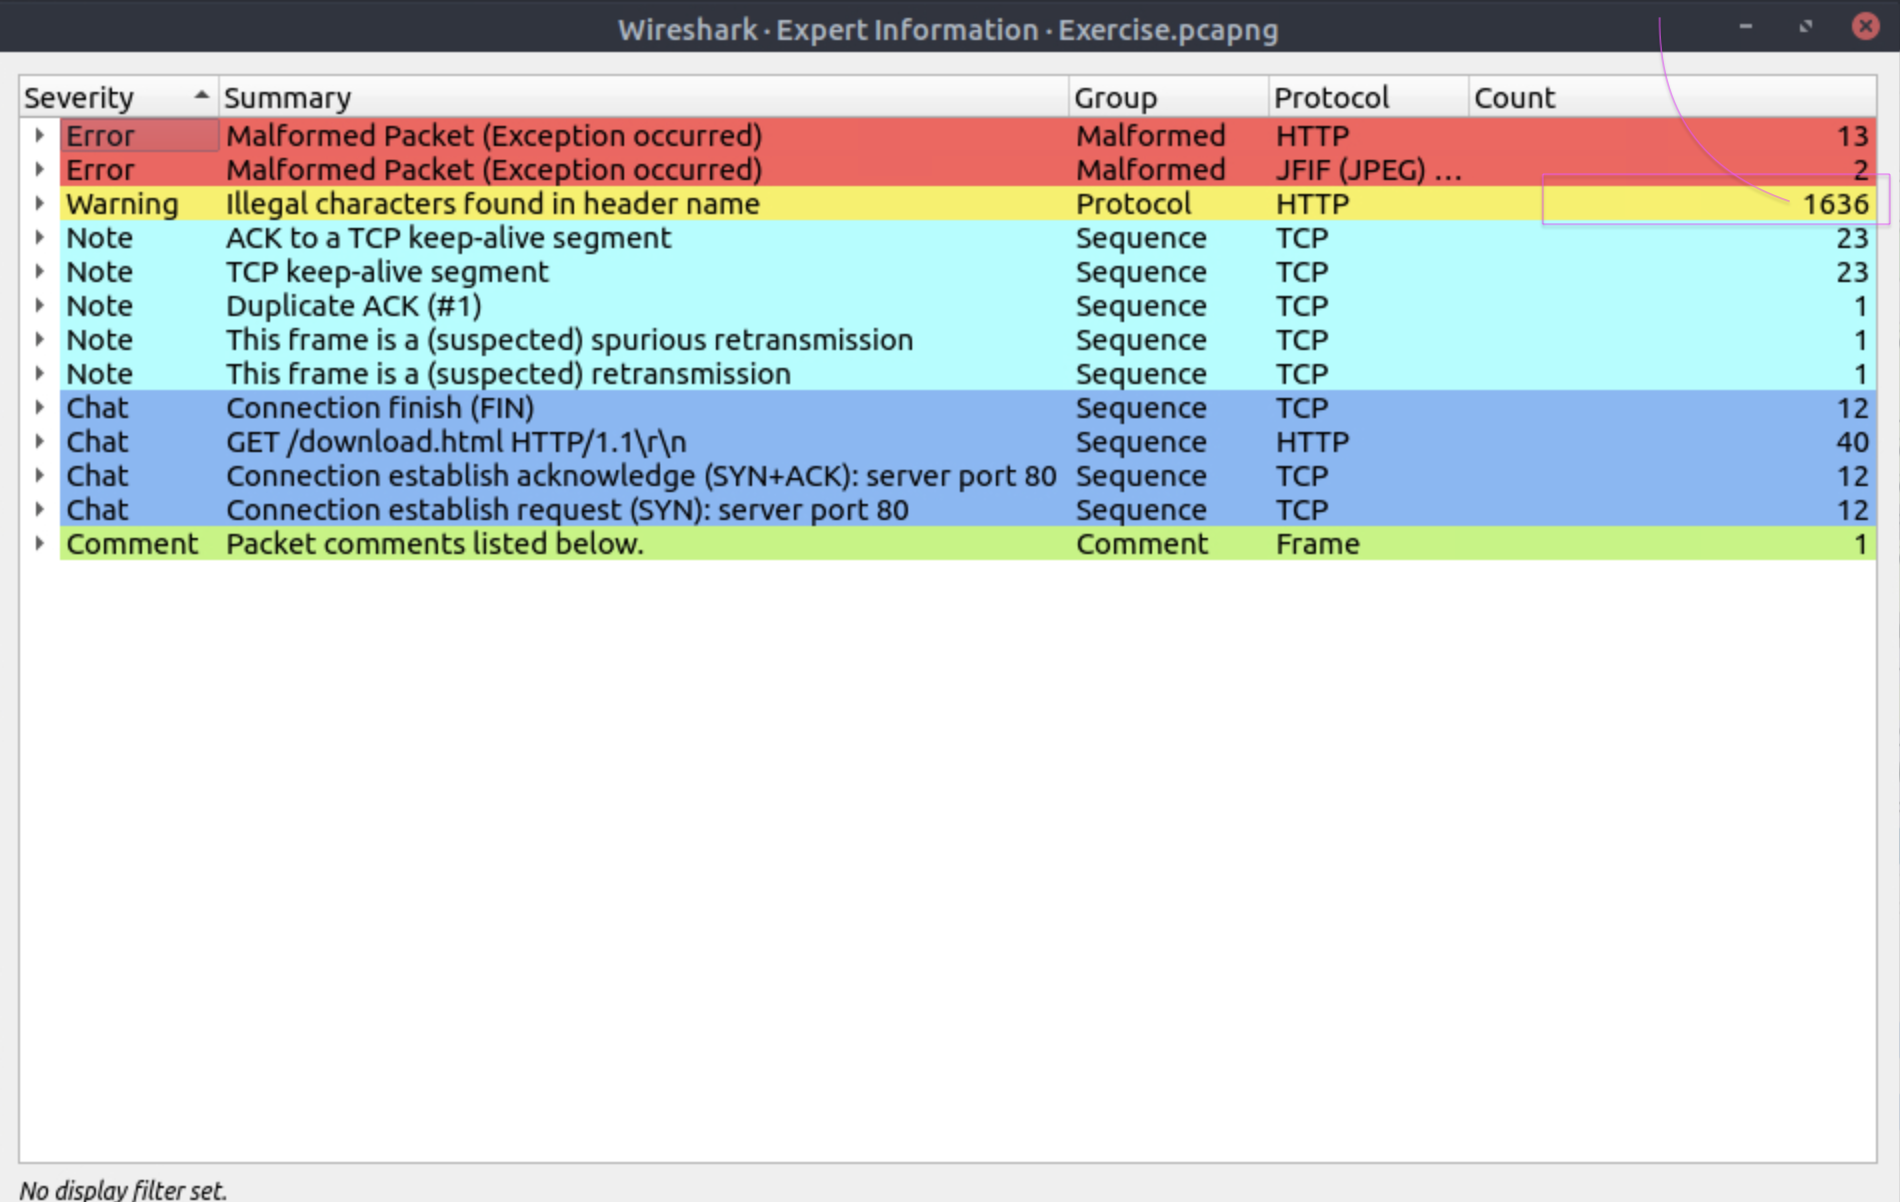 Wireshark · Expert Information · Exercise.pcapng
Severity Summary Group Protocol Count
Error Malformed Packet (Exception occurred) Malformed HTTP 13
Error Malformed Packet (Exception occurred) Malformed JFIF (JPEG) ... 2
Warning Illegal characters found in header name Protocol HTTP 1636
Note ACK to a TCP keep-alive segment Sequence TCP 23
Note TCP keep-alive segment Sequence TCP 23
Note Duplicate ACK (#1) Sequence TCP 1
Note This frame is a (suspected) spurious retransmission Sequence TCP 1
Note This frame is a (suspected) retransmission Sequence TCP 1
Chat Connection finish (FIN) Sequence TCP 12
Chat GET /download.html HTTP/1.1\r\n Sequence HTTP 40
Chat Connection establish acknowledge (SYN+ACK): server port 80 Sequence TCP 12
Chat Connection establish request (SYN): server port 80 Sequence TCP 12
Comment Packet comments listed below. Comment Frame 1
No display filter set.